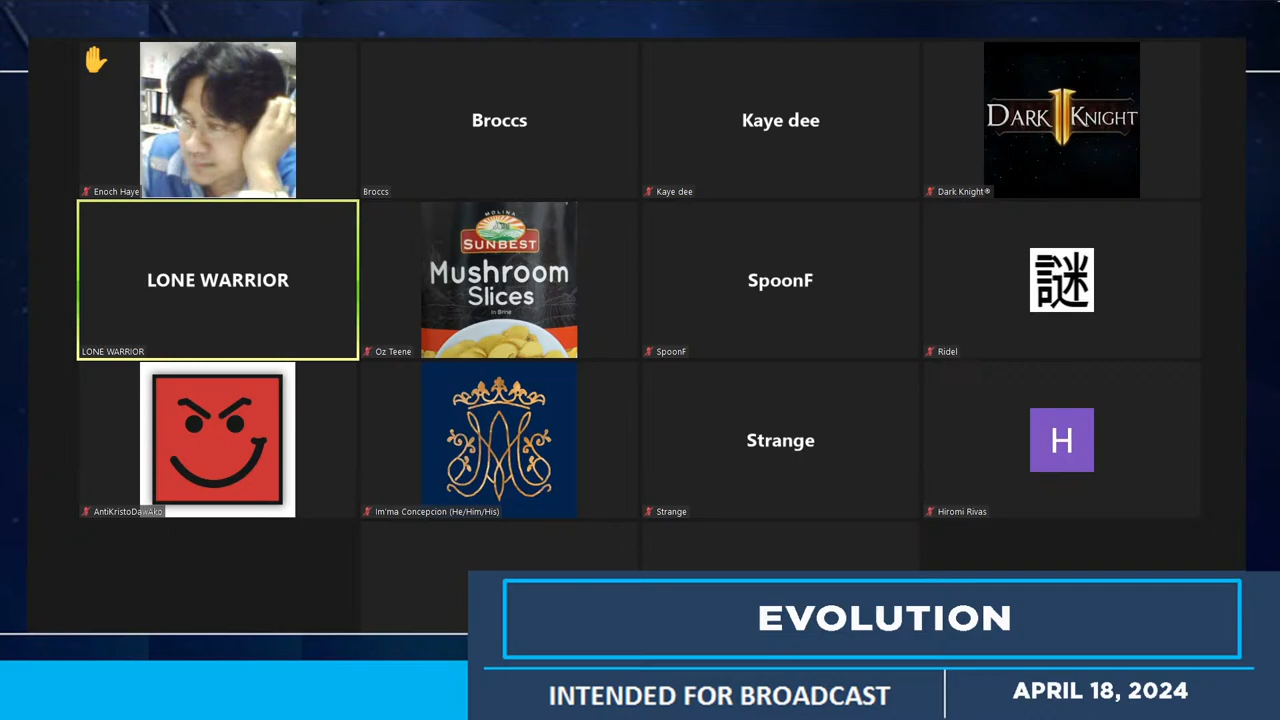 Enoch Haye
Broccs
Broccs
Kaye dee
Kaye dee
DARK KNIGHT
Dark Knight®
LONE WARRIOR
LONE WARRIOR
MOLINA
SUNBEST
Mushroom
Slices
in Brine
Oz Teene
SpoonF
SpoonF
謎
Ridel
AntiKristoDawAko
Im'ma Concepcion (He/Him/His)
Strange
Strange
H
Hiromi Rivas
EVOLUTION
INTENDED FOR BROADCAST
APRIL 18, 2024